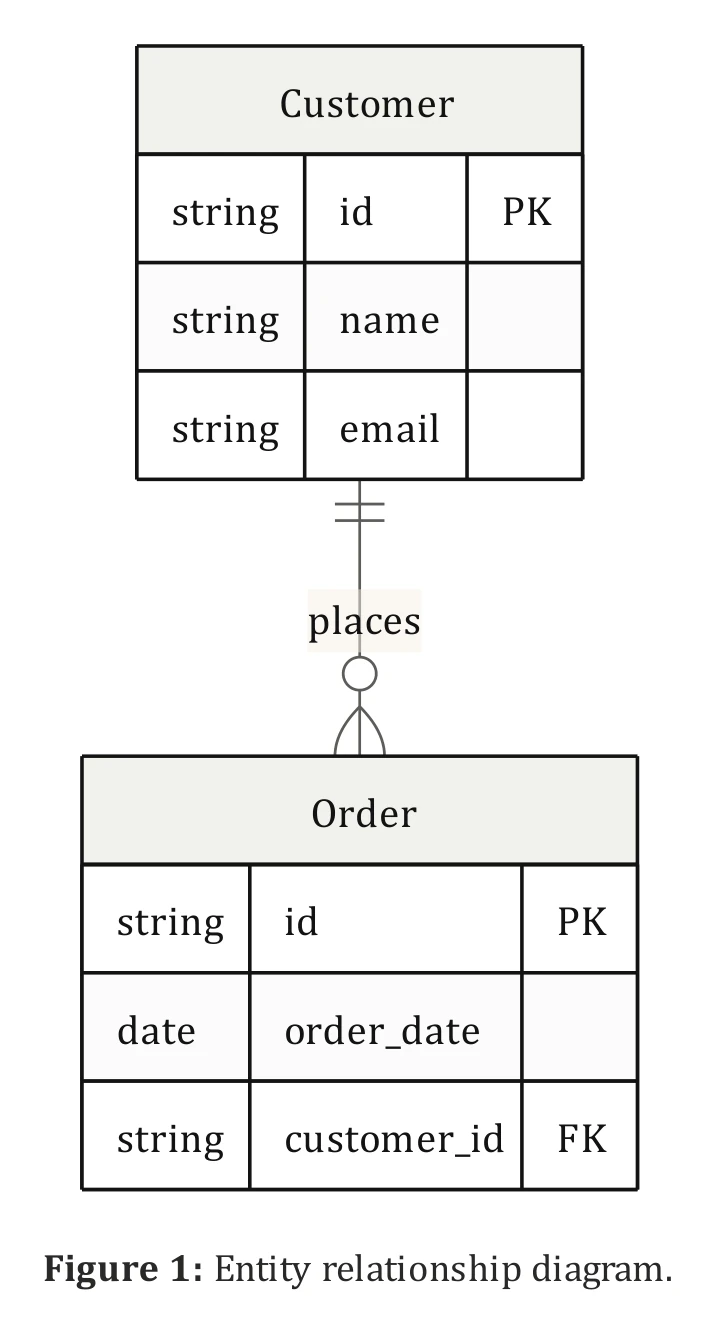 Customer
string id PK
string name
string email
places
Order
string id PK
date order_date
string customer_id FK
Figure 1: Entity relationship diagram.